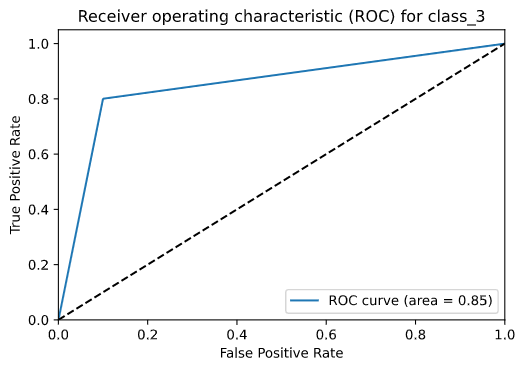 Receiver operating characteristic (ROC) for class_3
1.0
0.8
0.6
0.4
0.2
0.0
True Positive Rate
ROC curve (area = 0.85)
0.0 0.2 0.4 0.6 0.8 1.0
False Positive Rate